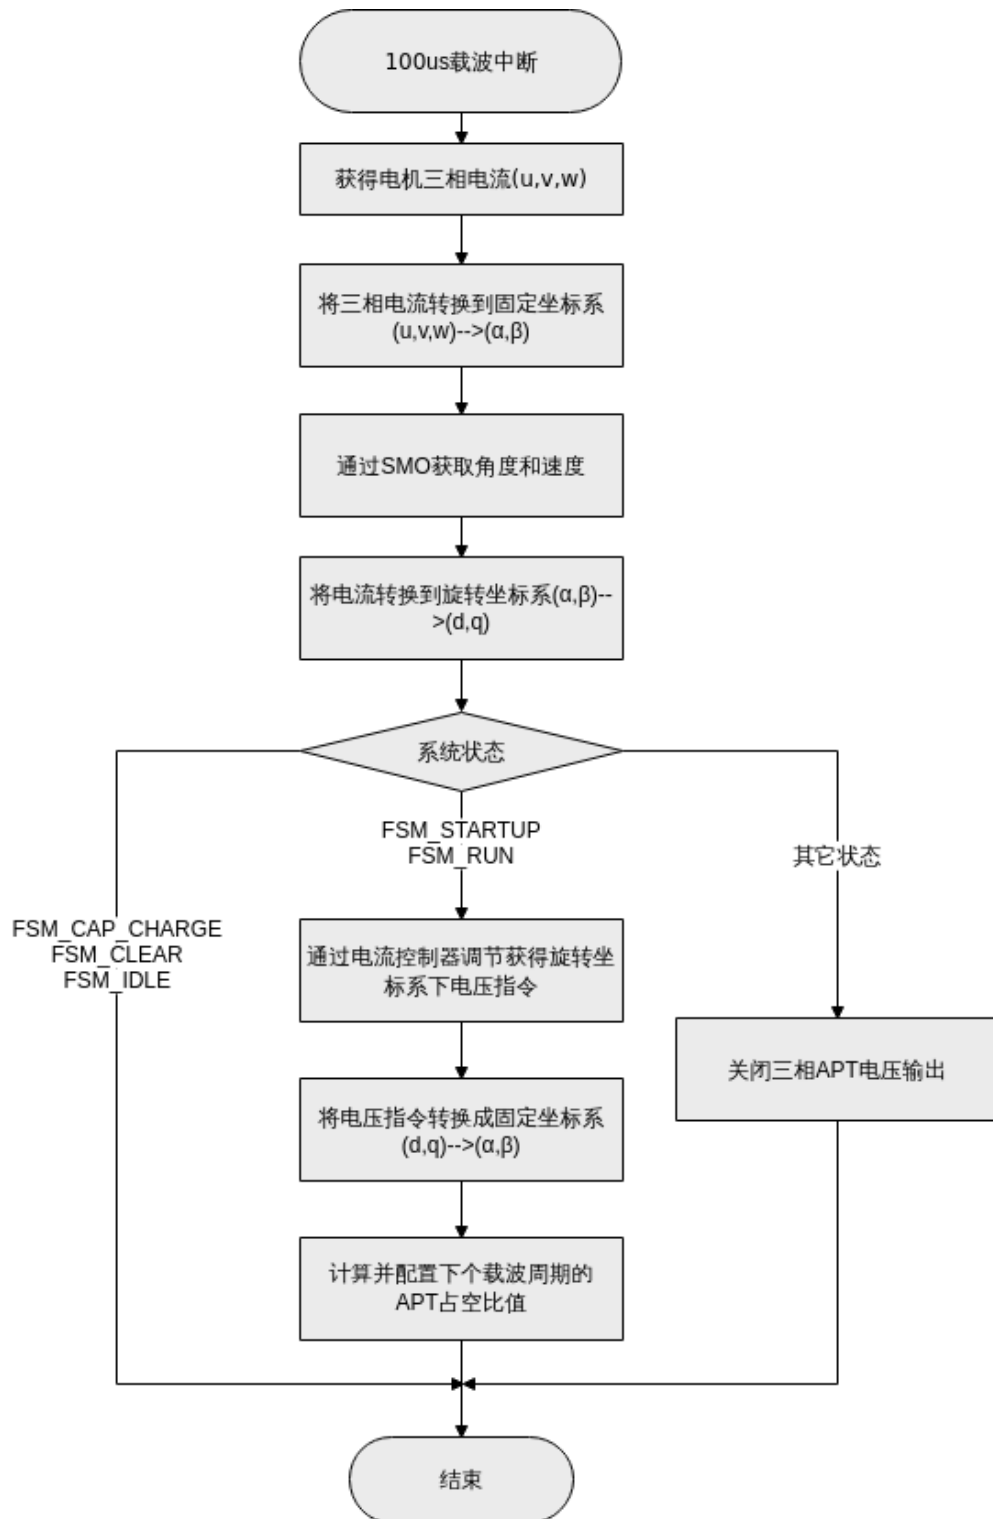 100us载波中断
获得电机三相电流(u,v,w)
将三相电流转换到固定坐标系
(u,v,w)-->(α,β)
通过SMO获取角度和速度
将电流转换到旋转坐标系(α,β)--
>(d,q)
系统状态
FSM_STARTUP
FSM_RUN
其它状态
FSM_CAP_CHARGE
FSM_CLEAR
FSM_IDLE
通过电流控制器调节获得旋转坐
标系下电压指令
关闭三相APT电压输出
将电压指令转换成固定坐标系
(d,q)-->(α,β)
计算并配置下个载波周期的
APT占空比值
结束